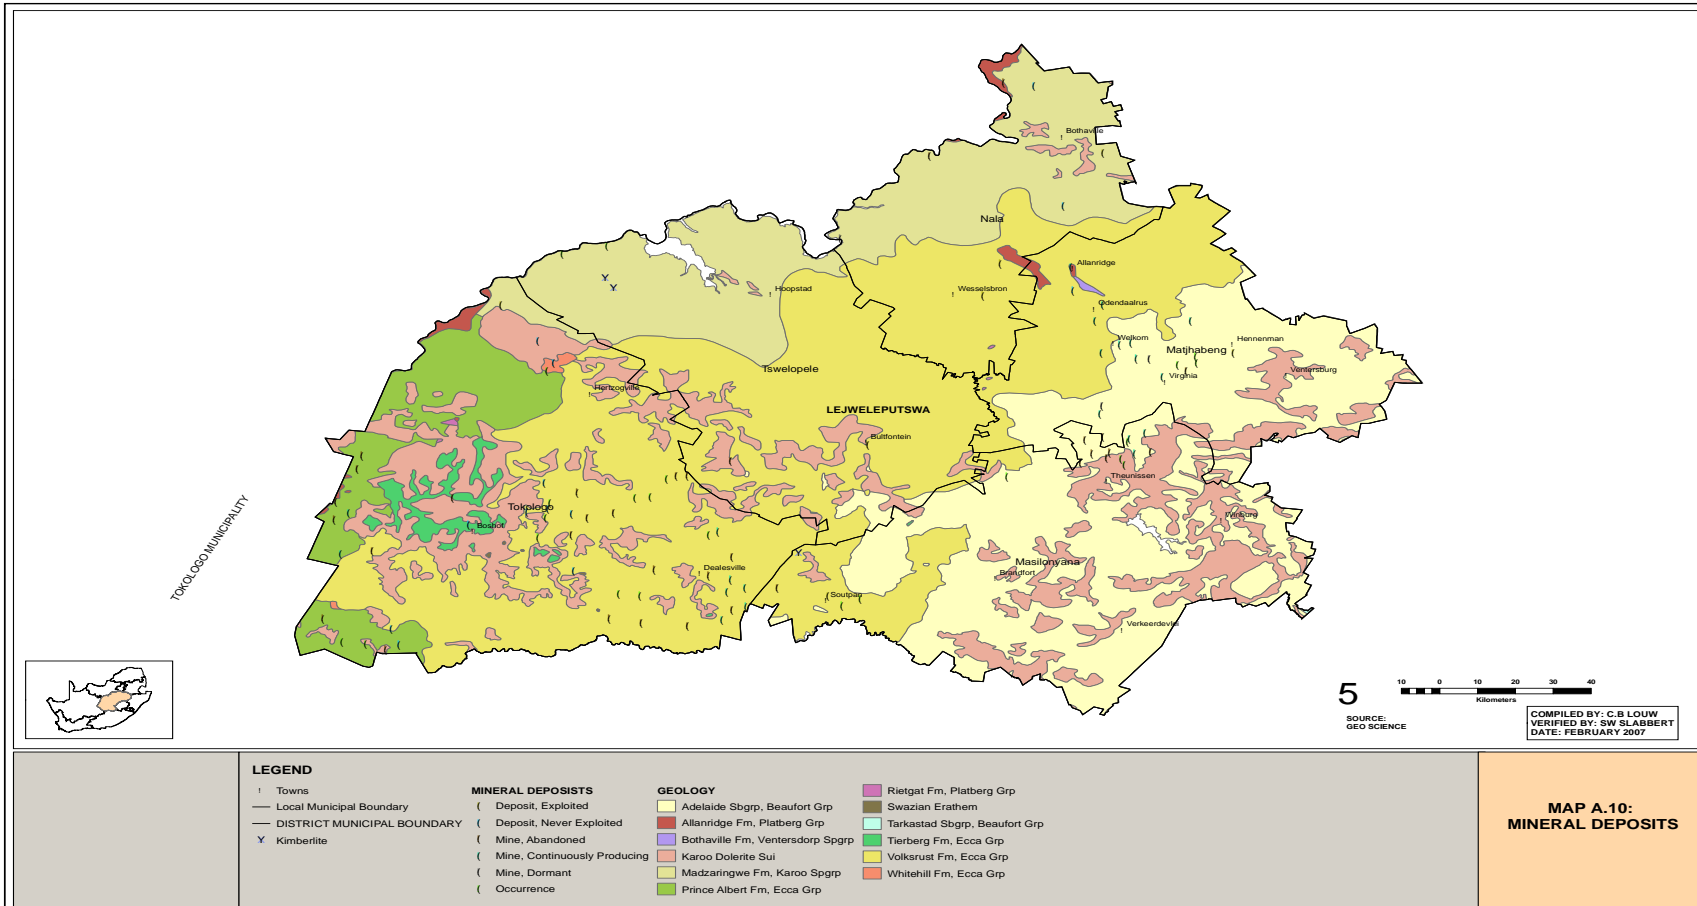 Bothaville
Nala
Allanridge
Hoopstad
Wesselsbron
Odendaalrus
Welkom
Hennenman
Matjhabeng
Tswelopele
Virginia
Ventersburg
Hertzogville
LEJWELEPUTSWA
Bultfontein
Theunissen
TOKOLOGO MUNICIPALITY
Tokologo
Boshof
Winburg
Masilonyana
Dealesville
Brandfort
Soutpan
Verkeerdevlei
5
10 0 10 20 30 40
Kilometers
SOURCE:
GEO SCIENCE
COMPILED BY: C.B LOUW
VERIFIED BY: SW SLABBERT
DATE: FEBRUARY 2007
LEGEND
Towns
Local Municipal Boundary
DISTRICT MUNICIPAL BOUNDARY
Kimberlite
MINERAL DEPOSITS
Deposit, Exploited
Deposit, Never Exploited
Mine, Abandoned
Mine, Continuously Producing
Mine, Dormant
Occurrence
GEOLOGY
Adelaide Sbgrp, Beaufort Grp
Allanridge Fm, Platberg Grp
Bothaville Fm, Ventersdorp Spgrp
Karoo Dolerite Sui
Madzaringwe Fm, Karoo Spgrp
Prince Albert Fm, Ecca Grp
Rietgat Fm, Platberg Grp
Swazian Erathem
Tarkastad Sbgrp, Beaufort Grp
Tierberg Fm, Ecca Grp
Volksrust Fm, Ecca Grp
Whitehill Fm, Ecca Grp
MAP A.10:
MINERAL DEPOSITS